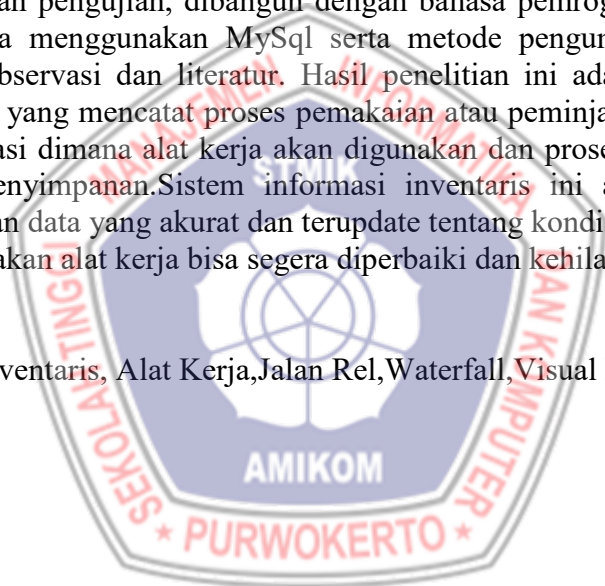 an pengujian, dibangun dengan bahasa pemrog
a menggunakan MySql serta metode pengu
bservasi dan literatur. Hasil penelitian ini ad
yang mencatat proses pemakaian atau peminja
asi dimana alat kerja akan digunakan dan prose
enyimpanan.Sistem informasi inventaris ini a
an data yang akurat dan terupdate tentang kondi
akan alat kerja bisa segera diperbaiki dan kehila
ventaris, Alat Kerja,Jalan Rel,Waterfall,Visual
SEKOLAH TINGGI MANAJEMEN INFORMATIKA DAN KOMPUTER
STMIK
AMIKOM
* PURWOKERTO *